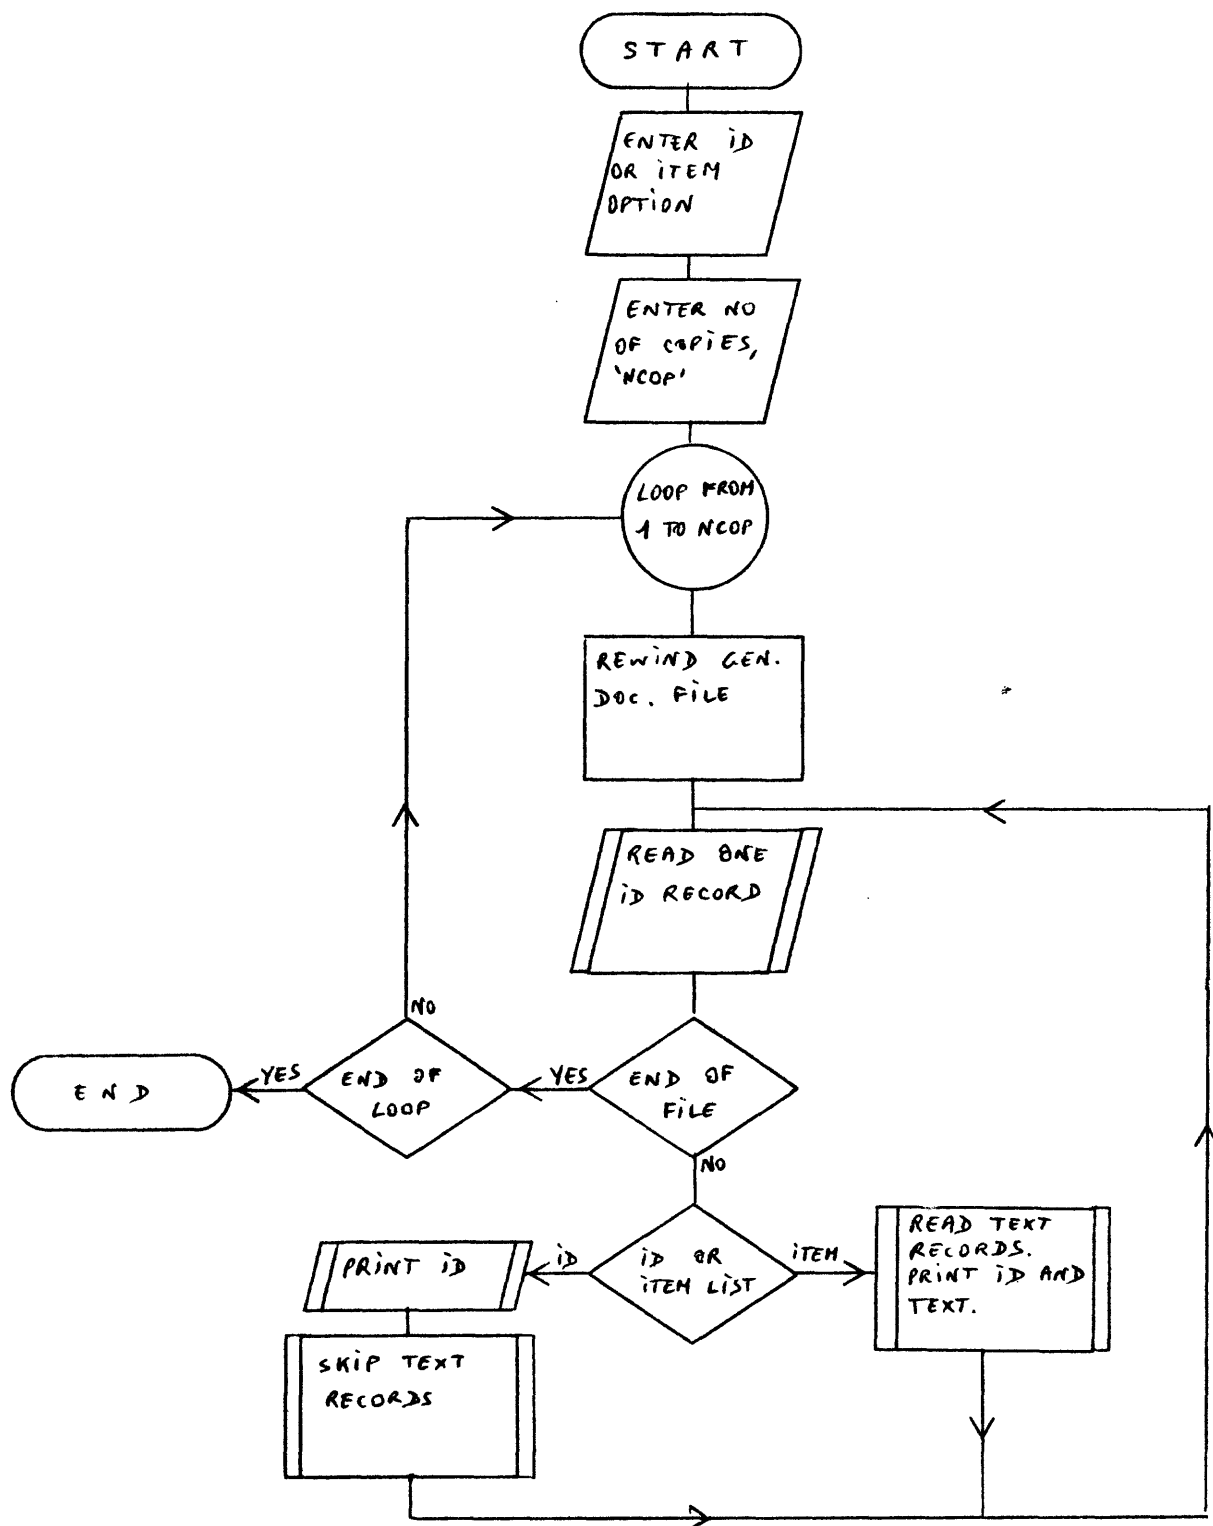 START
ENTER iD
OR iTEM
OPTiON
ENTER NO
OF COPiES,
'NCOP'
LOOP FROM
1 TO NCOP
REWiND GEN.
DOC. FiLE
READ ONE
iD RECORD
NO
END
YES
END OF
LOOP
YES
END OF
FiLE
NO
PRiNT iD
iD
iD OR
iTEM LiST
iTEM
READ TEXT
RECORDS.
PRiNT iD AND
TEXT.
SKiP TEXT
RECORDS